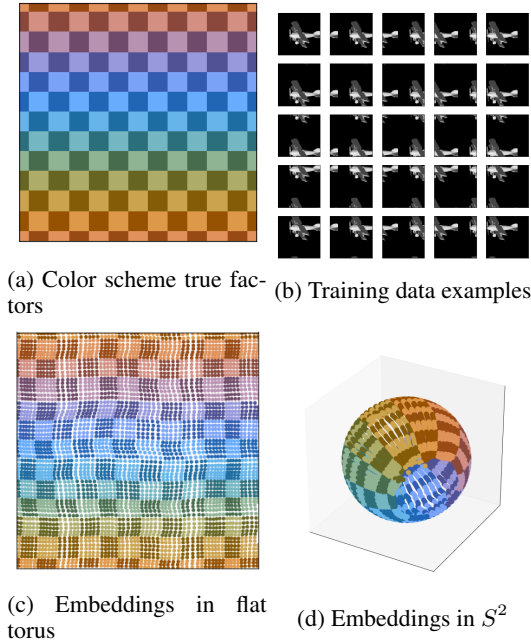 (a) Color scheme true fac-
tors
(b) Training data examples
(c) Embeddings in flat
torus
(d) Embeddings in S²